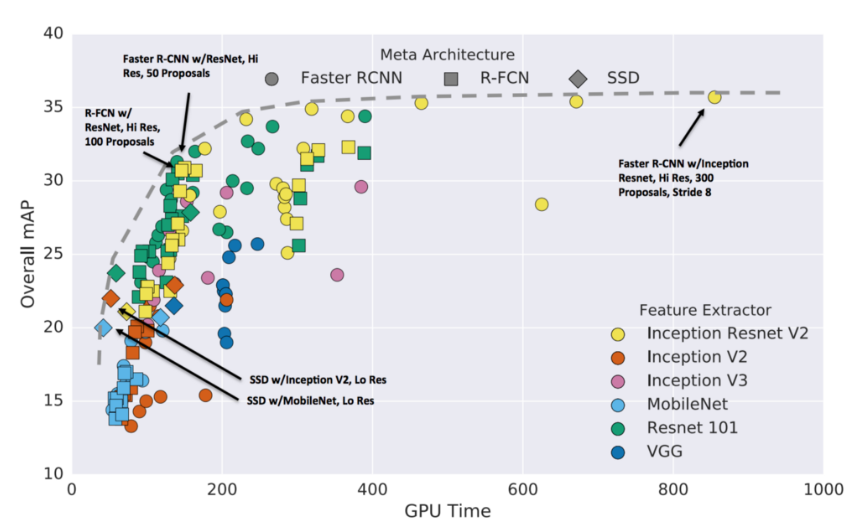 Faster R-CNN w/ResNet, Hi
Res, 50 Proposals
Meta Architecture
Faster RCNN
R-FCN
SSD
R-FCN w/
ResNet, Hi Res,
100 Proposals
Faster R-CNN w/Inception
Resnet, Hi Res, 300
Proposals, Stride 8
SSD w/Inception V2, Lo Res
SSD w/MobileNet, Lo Res
Feature Extractor
Inception Resnet V2
Inception V2
Inception V3
MobileNet
Resnet 101
VGG
Overall mAP
40
35
30
25
20
15
10
0
200
400
600
800
1000
GPU Time